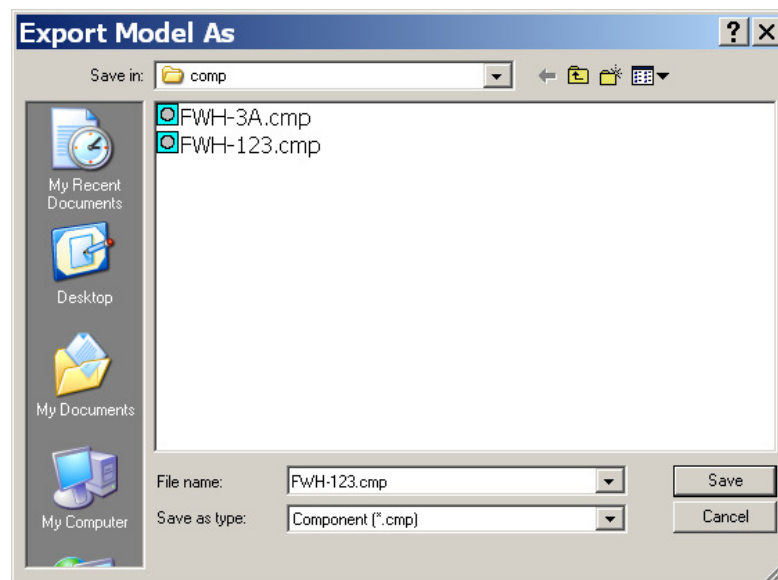 Export Model As
Save in: comp
FWH-3A.cmp
FWH-123.cmp
My Recent
Documents
Desktop
My Documents
My Computer
File name: FWH-123.cmp Save
Save as type: Component (*.cmp) Cancel